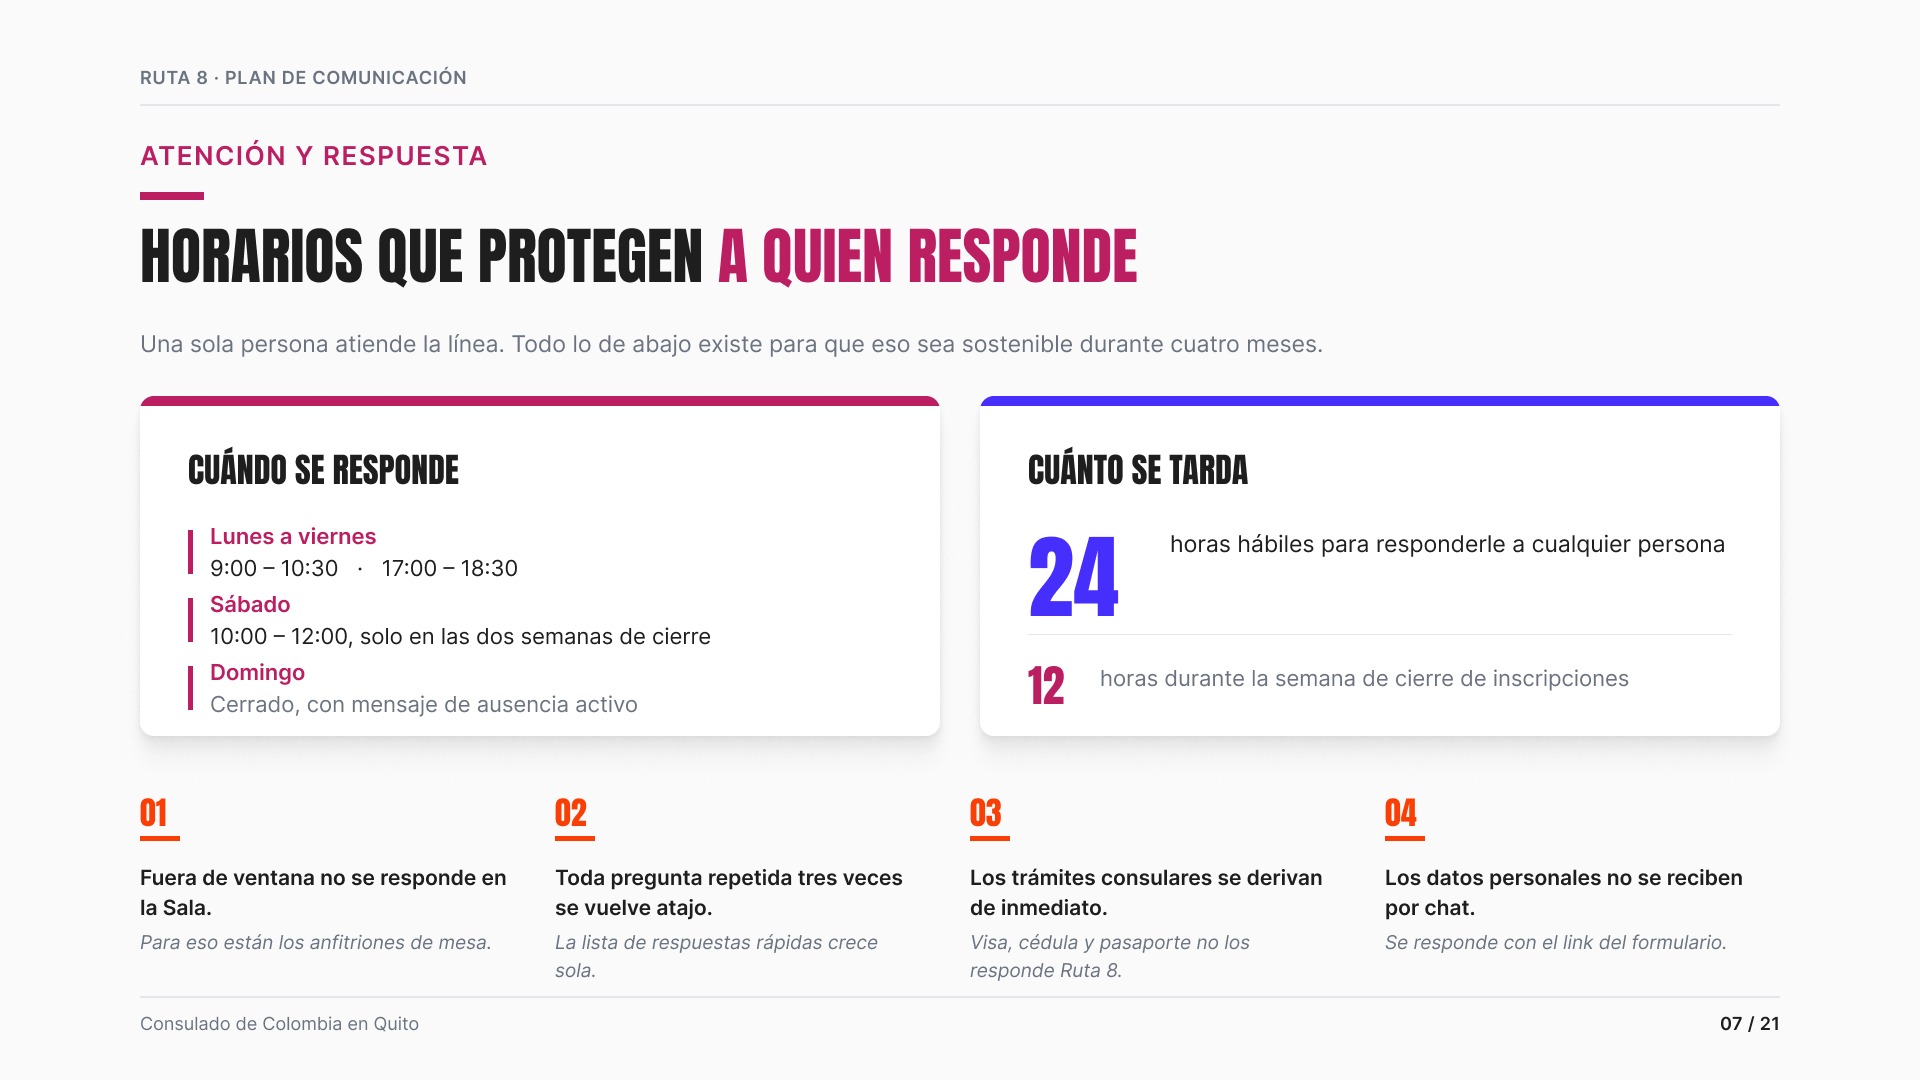 RUTA 8 · PLAN DE COMUNICACIÓN
ATENCIÓN Y RESPUESTA
HORARIOS QUE PROTEGEN A QUIEN RESPONDE
Una sola persona atiende la línea. Todo lo de abajo existe para que eso sea sostenible durante cuatro meses.
CUÁNDO SE RESPONDE
Lunes a viernes
9:00 – 10:30 · 17:00 – 18:30
Sábado
10:00 – 12:00, solo en las dos semanas de cierre
Domingo
Cerrado, con mensaje de ausencia activo
CUÁNTO SE TARDA
24 horas hábiles para responderle a cualquier persona
12 horas durante la semana de cierre de inscripciones
01
Fuera de ventana no se responde en
la Sala.
Para eso están los anfitriones de mesa.
02
Toda pregunta repetida tres veces
se vuelve atajo.
La lista de respuestas rápidas crece
sola.
03
Los trámites consulares se derivan
de inmediato.
Visa, cédula y pasaporte no los
responde Ruta 8.
04
Los datos personales no se reciben
por chat.
Se responde con el link del formulario.
Consulado de Colombia en Quito
07 / 21